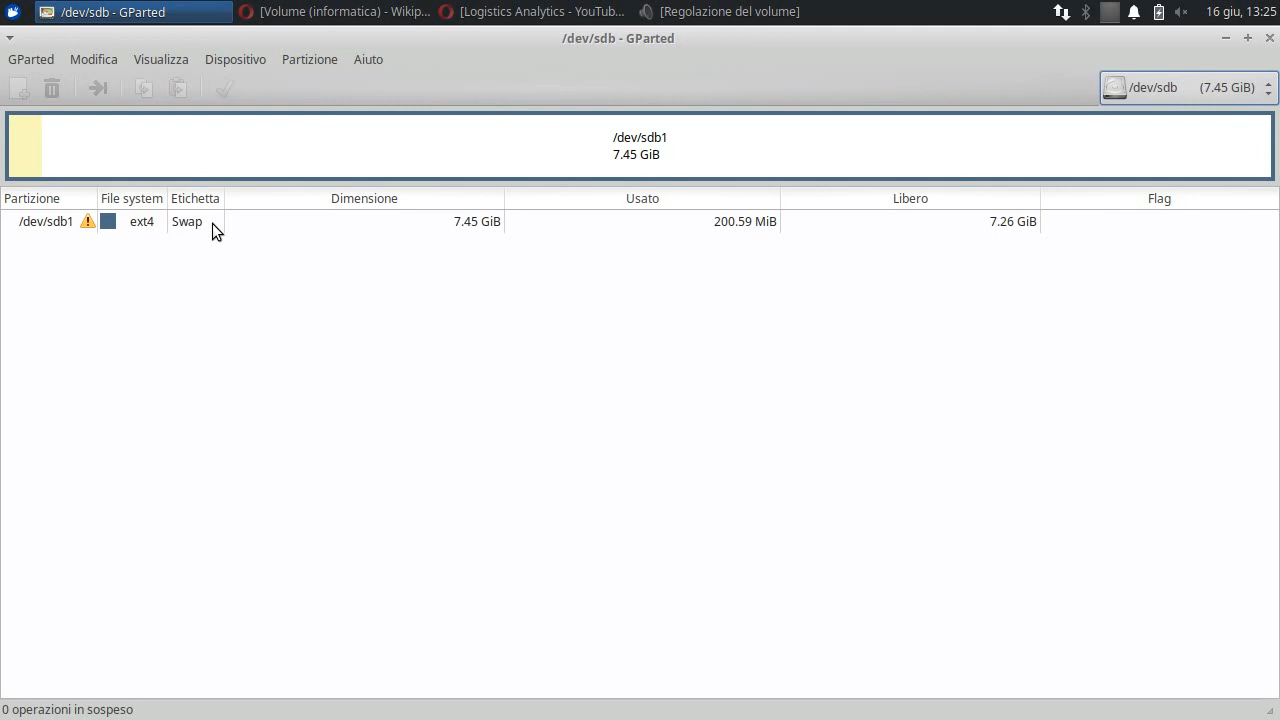 /dev/sdb - GParted
[Volume (informatica) - Wikip...
[Logistics Analytics - YouTub...
[Regolazione del volume]
16 giu, 13:25
/dev/sdb - GParted
GParted Modifica Visualizza Dispositivo Partizione Aiuto
/dev/sdb (7.45 GiB)
/dev/sdb1
7.45 GiB
Partizione File system Etichetta Dimensione Usato Libero Flag
/dev/sdb1 ext4 Swap 7.45 GiB 200.59 MiB 7.26 GiB
0 operazioni in sospeso